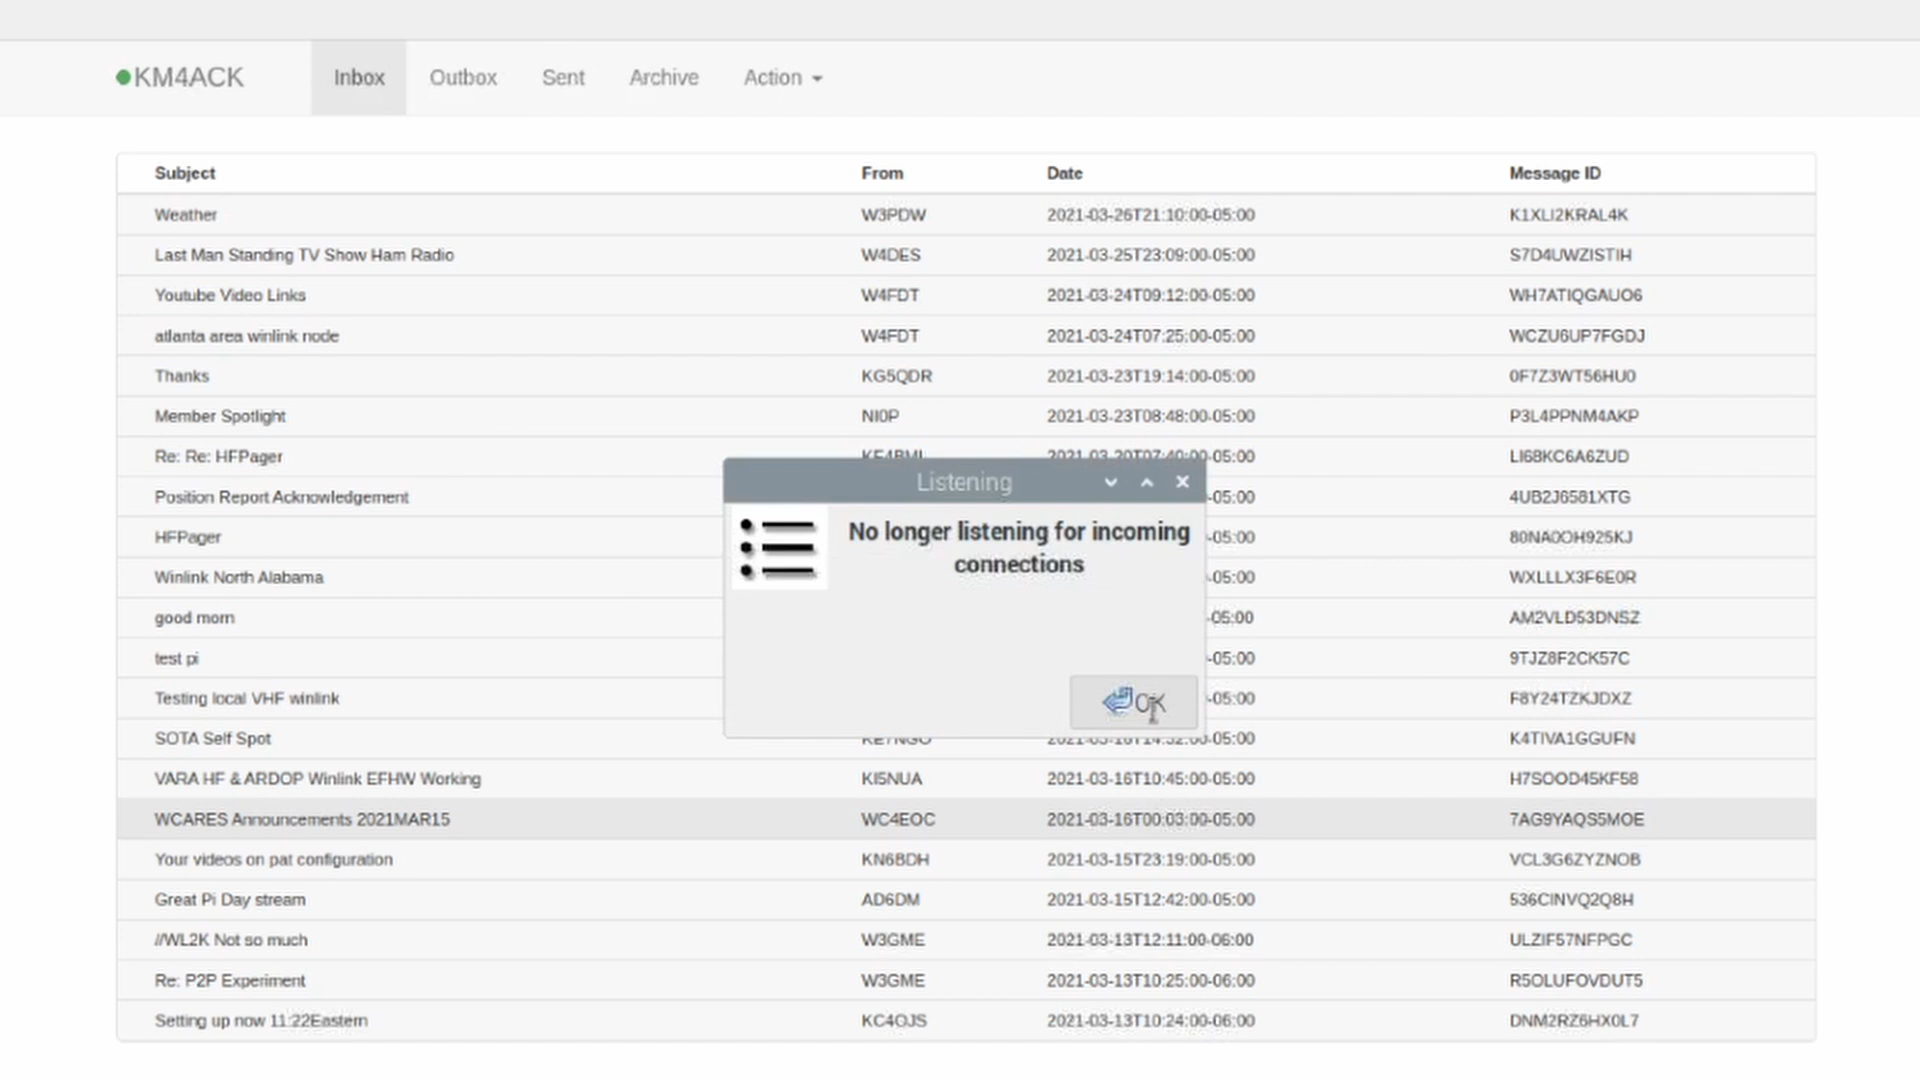 KM4ACK Inbox Outbox Sent Archive Action
Subject From Date Message ID
Weather W3PDW 2021-03-26T21:10:00-05:00 K1XLI2KRAL4K
Last Man Standing TV Show Ham Radio W4DES 2021-03-25T23:09:00-05:00 S7D4UWZISTIH
Youtube Video Links W4FDT 2021-03-24T09:12:00-05:00 WH7ATIQGAUO6
atlanta area winlink node W4FDT 2021-03-24T07:25:00-05:00 WCZU6UP7FGDJ
Thanks KG5QDR 2021-03-23T19:14:00-05:00 0F7Z3WT56HU0
Member Spotlight NI0P 2021-03-23T08:48:00-05:00 P3L4PPNM4AKP
Re: Re: HFPager 2021-03-20T07:40:00-05:00 LI68KC6A6ZUD
Position Report Acknowledgement -05:00 4UB2J6581XTG
HFPager -05:00 80NA0OH925KJ
Winlink North Alabama -05:00 WXLLLX3F6E0R
good morn -05:00 AM2VLD53DNSZ
test pi -05:00 9TJZ8F2CK57C
Testing local VHF winlink -05:00 F8Y24TZKJDXZ
SOTA Self Spot KE7NGO 2021-03-16T14:32:00-05:00 K4TIVA1GGUFN
VARA HF & ARDOP Winlink EFHW Working KI5NUA 2021-03-16T10:45:00-05:00 H7SOOD45KF58
WCARES Announcements 2021MAR15 WC4EOC 2021-03-16T00:03:00-05:00 7AG9YAQS5MOE
Your videos on pat configuration KN6BDH 2021-03-15T23:19:00-05:00 VCL3G6ZYZNOB
Great Pi Day stream AD6DM 2021-03-15T12:42:00-05:00 536CINVQ2Q8H
//WL2K Not so much W3GME 2021-03-13T12:11:00-06:00 ULZIF57NFPGC
Re: P2P Experiment W3GME 2021-03-13T10:25:00-06:00 R5OLUFOVDUT5
Setting up now 11:22Eastern KC4OJS 2021-03-13T10:24:00-06:00 DNM2RZ6HX0L7
Listening
No longer listening for incoming
connections
OK